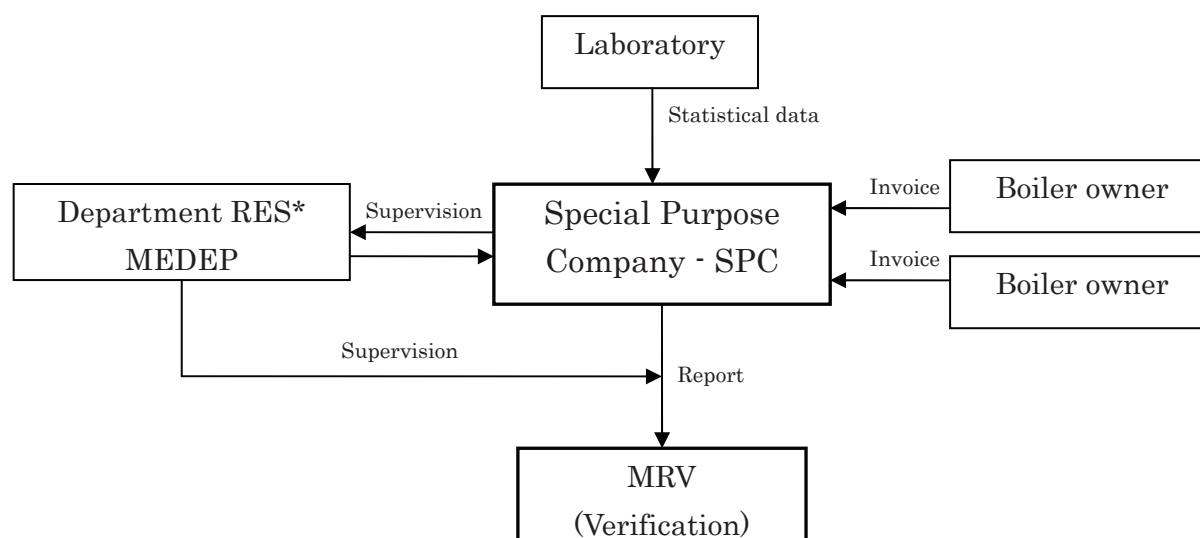 Laboratory
Statistical data
Department RES*
MEDEP
Supervision
Special Purpose
Company - SPC
Invoice
Boiler owner
Invoice
Boiler owner
Supervision
Report
MRV
(Verification)